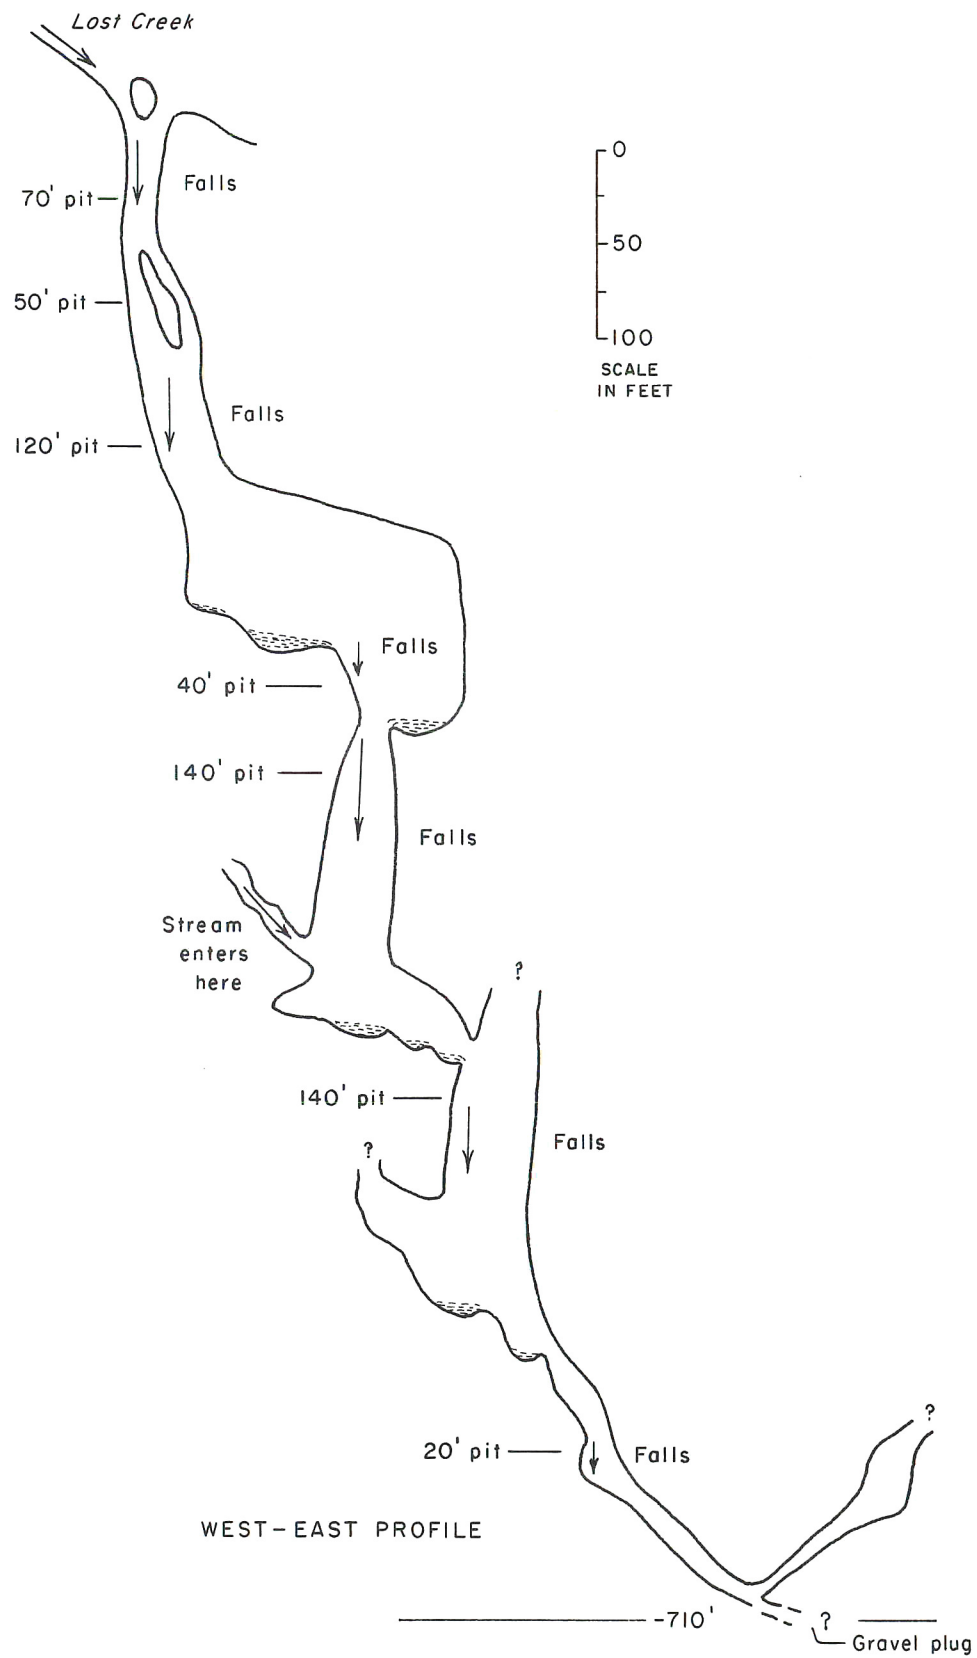 Lost Creek
Falls
70' pit
0
50
100
SCALE
IN FEET
50' pit
Falls
120' pit
Falls
40' pit
140' pit
Falls
Stream
enters
here
?
140' pit
Falls
?
?
20' pit
Falls
WEST-EAST PROFILE
-710'
?
Gravel plug